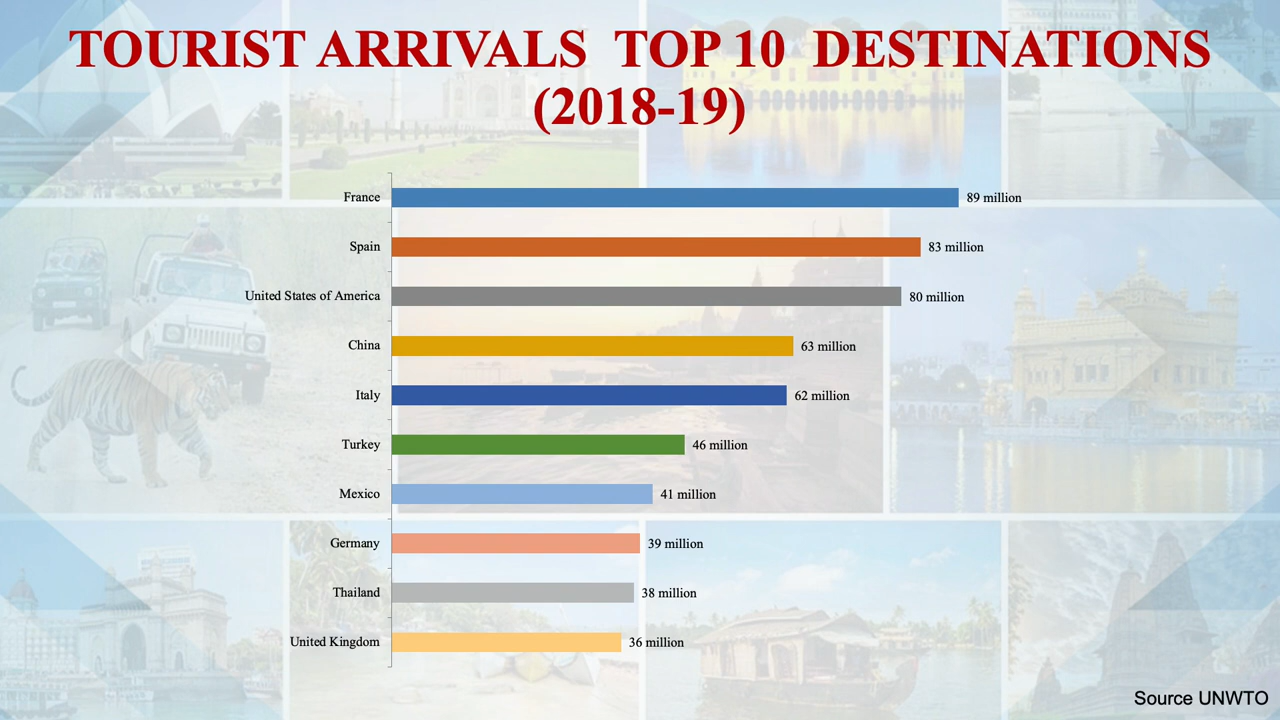 TOURIST ARRIVALS TOP 10 DESTINATIONS
(2018-19)
France 89 million
Spain 83 million
United States of America 80 million
China 63 million
Italy 62 million
Turkey 46 million
Mexico 41 million
Germany 39 million
Thailand 38 million
United Kingdom 36 million
Source UNWTO